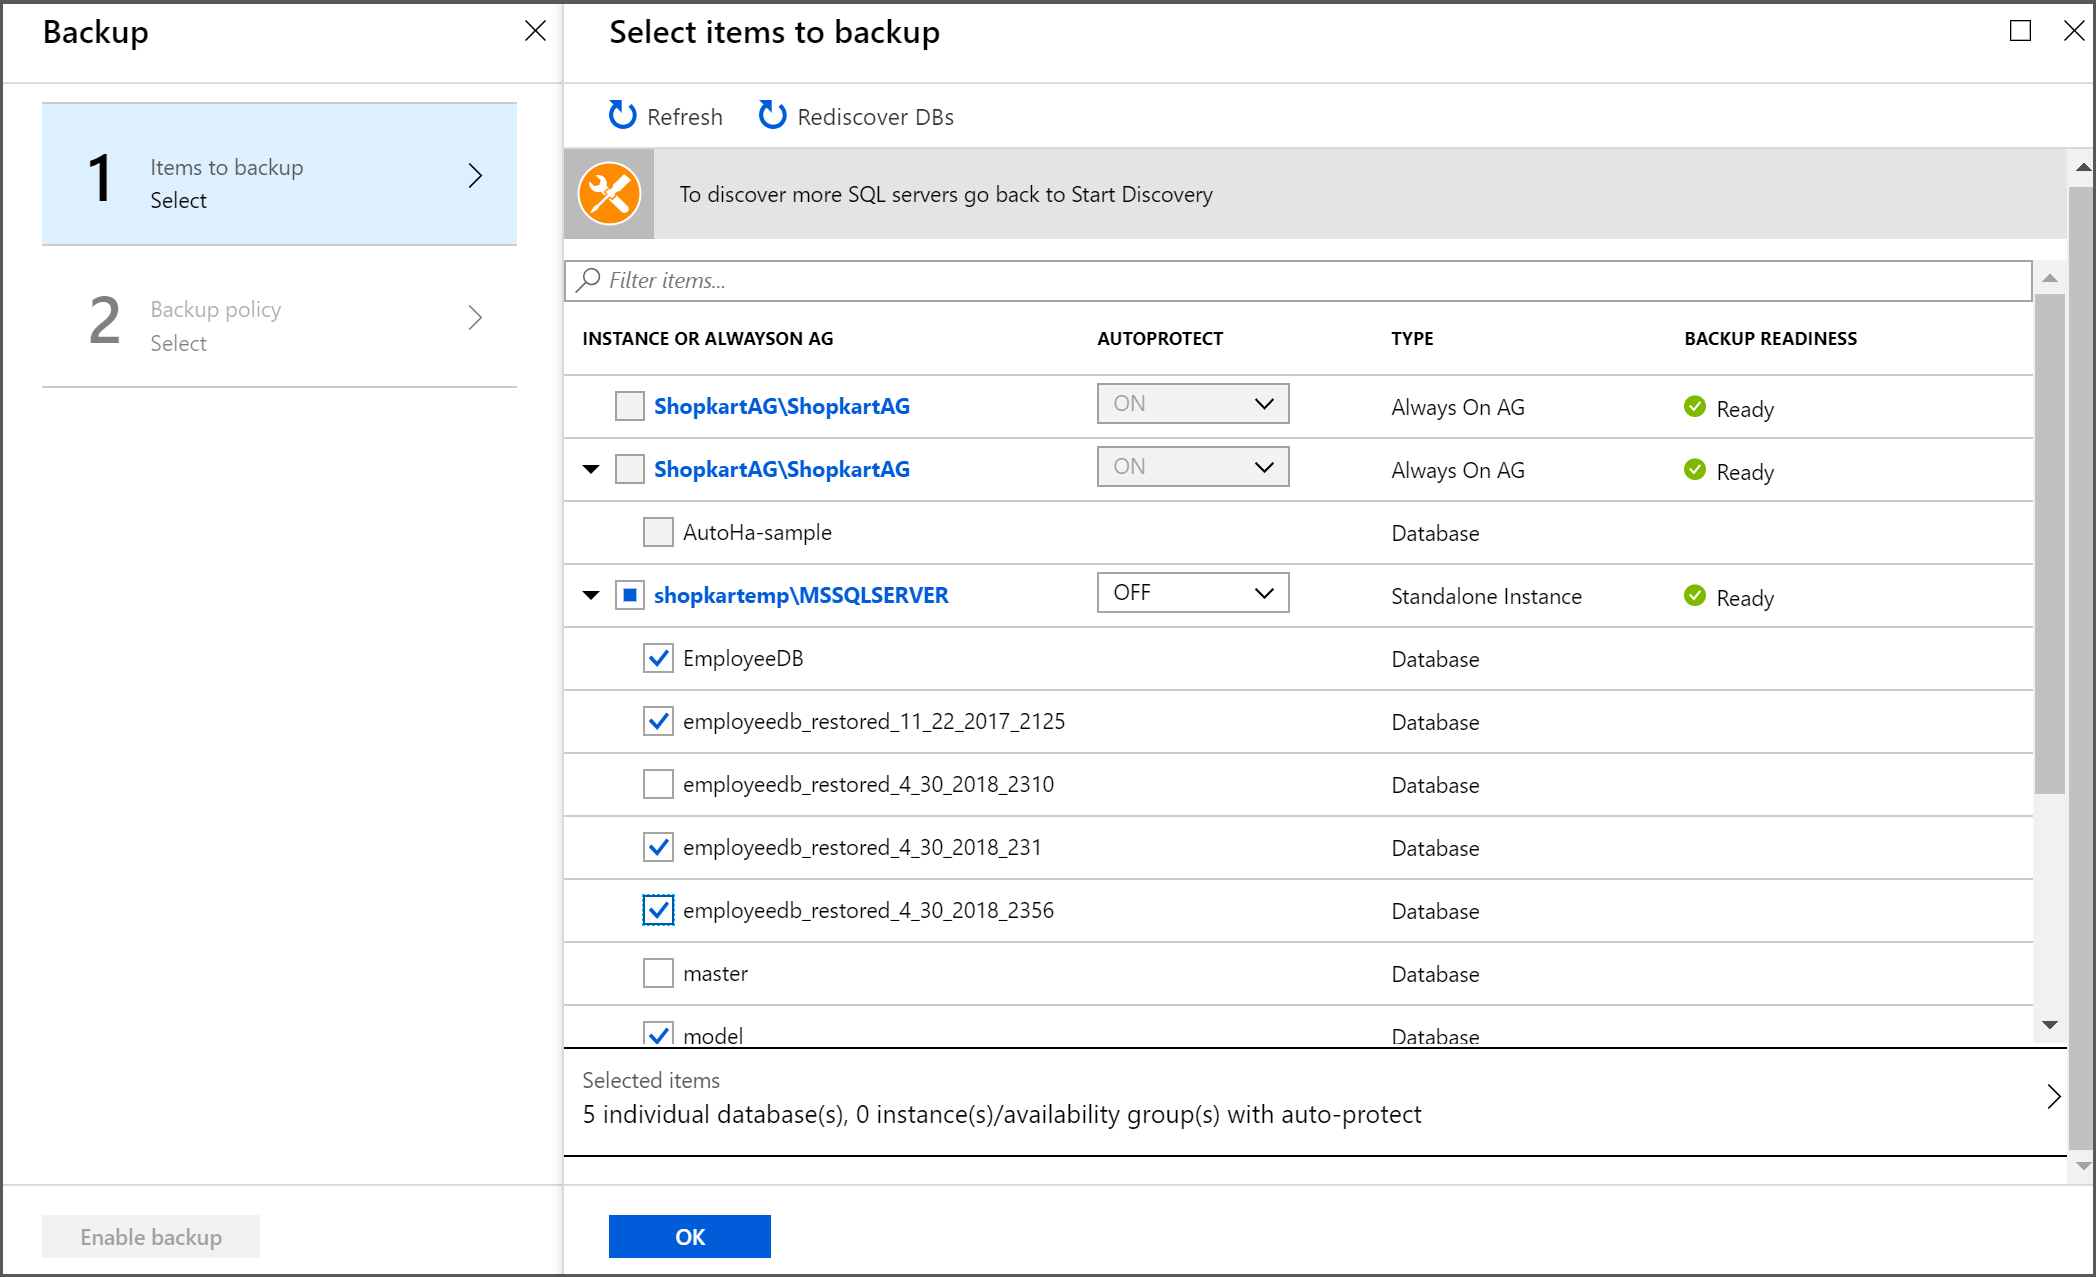 Backup
Select items to backup
Refresh
Rediscover DBs
1
Items to backup
Select
To discover more SQL servers go back to Start Discovery
2
Backup policy
Select
Filter items...
INSTANCE OR ALWAYSON AG AUTOPROTECT TYPE BACKUP READINESS
ShopkartAG\ShopkartAG ON Always On AG Ready
ShopkartAG\ShopkartAG ON Always On AG Ready
AutoHa-sample Database
shopkartemp\MSSQLSERVER OFF Standalone Instance Ready
EmployeeDB Database
employeedb_restored_11_22_2017_2125 Database
employeedb_restored_4_30_2018_2310 Database
employeedb_restored_4_30_2018_231 Database
employeedb_restored_4_30_2018_2356 Database
master Database
model Database
Selected items
5 individual database(s), 0 instance(s)/availability group(s) with auto-protect
Enable backup
OK